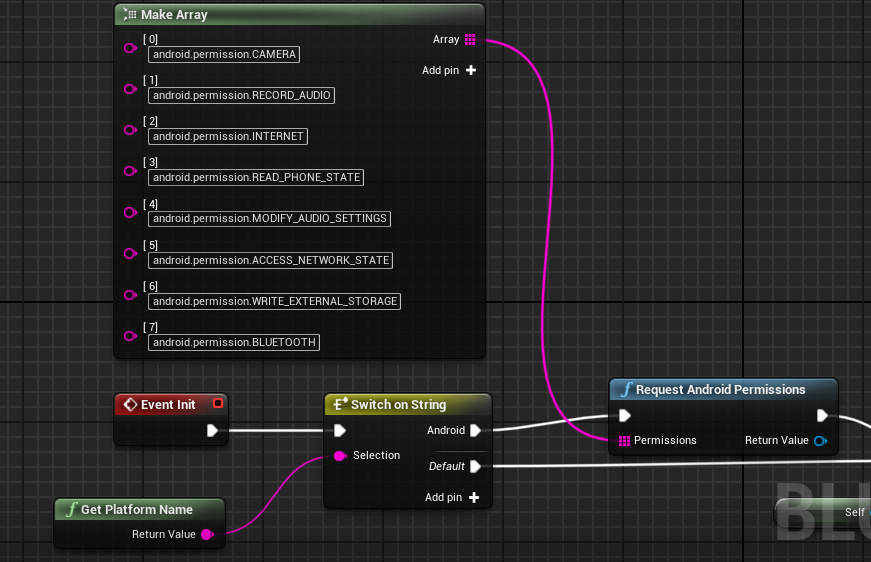 Make Array
[ 0]
android.permission.CAMERA
Array
Add pin
[ 1]
android.permission.RECORD_AUDIO
[ 2]
android.permission.INTERNET
[ 3]
android.permission.READ_PHONE_STATE
[ 4]
android.permission.MODIFY_AUDIO_SETTINGS
[ 5]
android.permission.ACCESS_NETWORK_STATE
[ 6]
android.permission.WRITE_EXTERNAL_STORAGE
[ 7]
android.permission.BLUETOOTH
Event Init
Switch on String
Android
Selection
Default
Add pin
Request Android Permissions
Permissions
Return Value
Get Platform Name
Return Value
Self